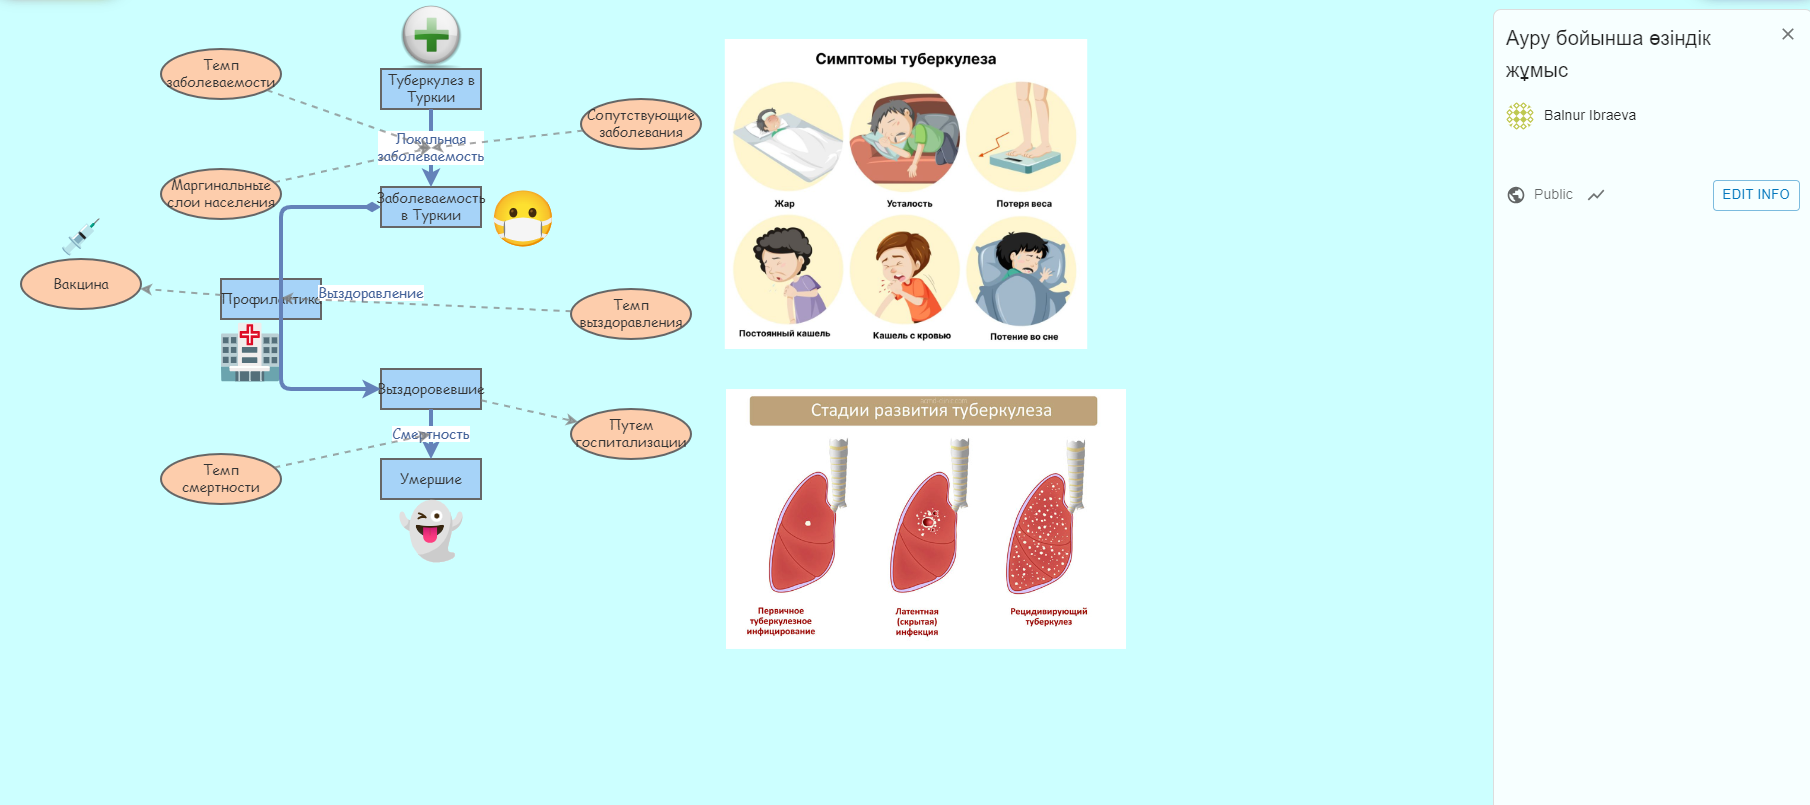 Темп
заболеваемости
Туберкулез в
Туркии
Сопутствующие
заболевания
Локальная
заболеваемость
Маргинальные
слои населения
Заболеваемость
в Туркии
Вакцина
Профилактика
Выздоравление
Темп
выздоравления
Выздоровевшие
Путем
госпитализации
Смертность
Темп
смертности
Умершие
Симптомы туберкулеза
Жар
Усталость
Потеря веса
Постоянный кашель
Кашель с кровью
Потение во сне
Стадии развития туберкулеза
Первичное
туберкулезное
инфицирование
Латентная
(скрытая)
инфекция
Рецидивирующий
туберкулез
Ауру бойынша өзіндік
жұмыс
Balnur Ibraeva
Public
EDIT INFO